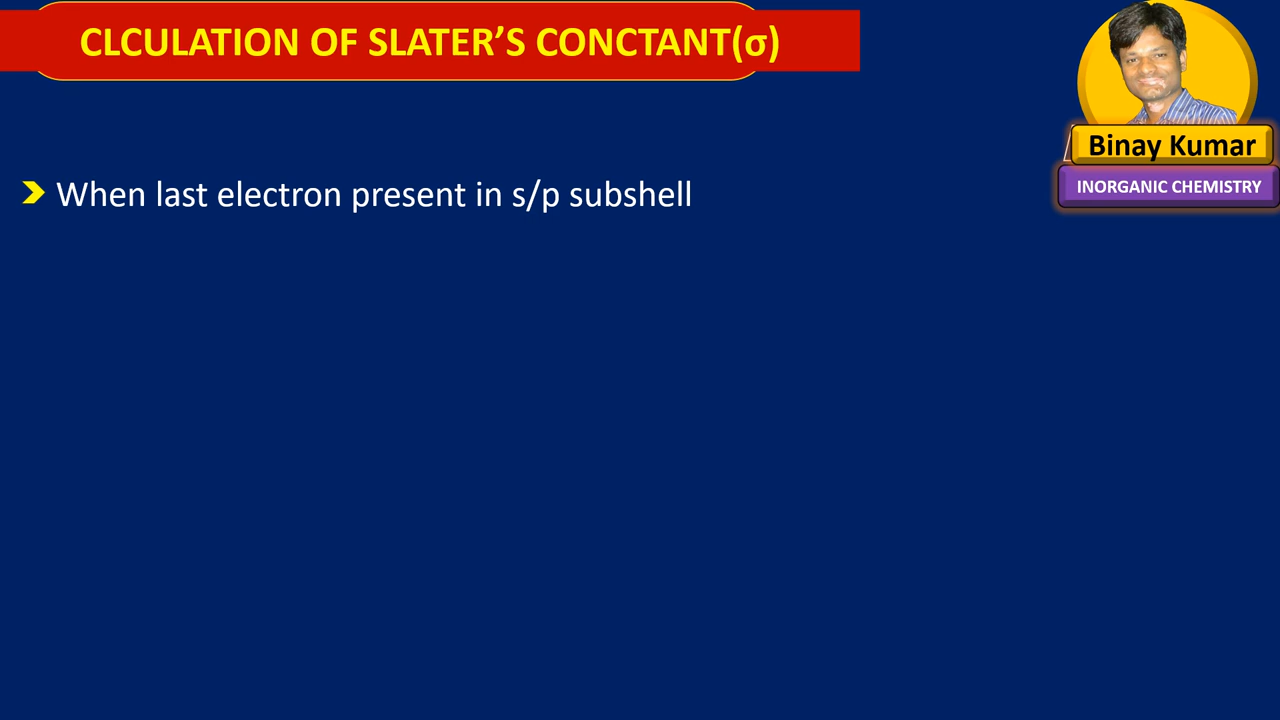 CLCULATION OF SLATER’S CONCTANT(σ)
Binay Kumar
INORGANIC CHEMISTRY
When last electron present in s/p subshell